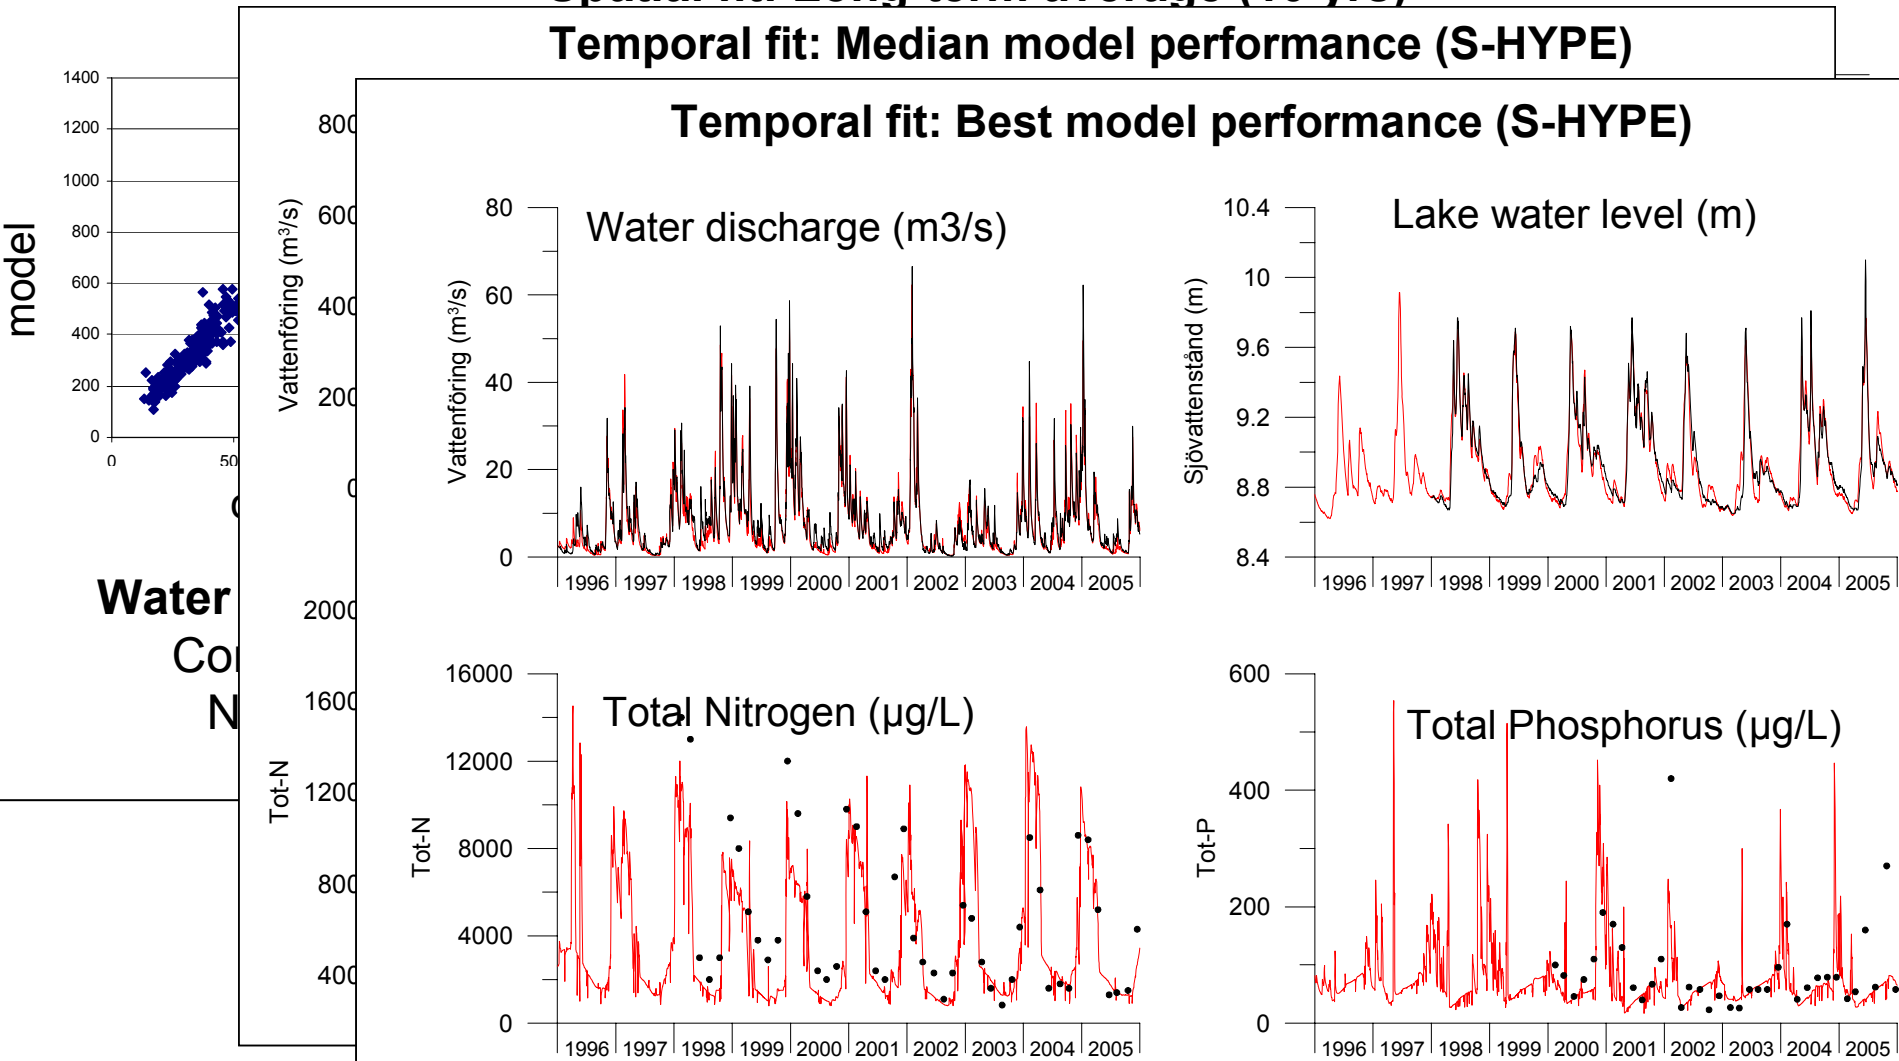 Temporal fit: Median model performance (S-HYPE)
Temporal fit: Best model performance (S-HYPE)
1400
1200
1000
800
600
400
200
0
0
50
model
Water
Vattenföring (m³/s)
Tot-N
2000
1600
1200
800
400
Water discharge (m3/s)
Vattenföring (m³/s)
80
60
40
20
0
1996 1997 1998 1999 2000 2001 2002 2003 2004 2005
Lake water level (m)
Sjövattenstånd (m)
10.4
10
9.6
9.2
8.8
8.4
1996 1997 1998 1999 2000 2001 2002 2003 2004 2005
Total Nitrogen (µg/L)
Tot-N
16000
12000
8000
4000
0
1996 1997 1998 1999 2000 2001 2002 2003 2004 2005
Total Phosphorus (µg/L)
Tot-P
600
400
200
0
1996 1997 1998 1999 2000 2001 2002 2003 2004 2005